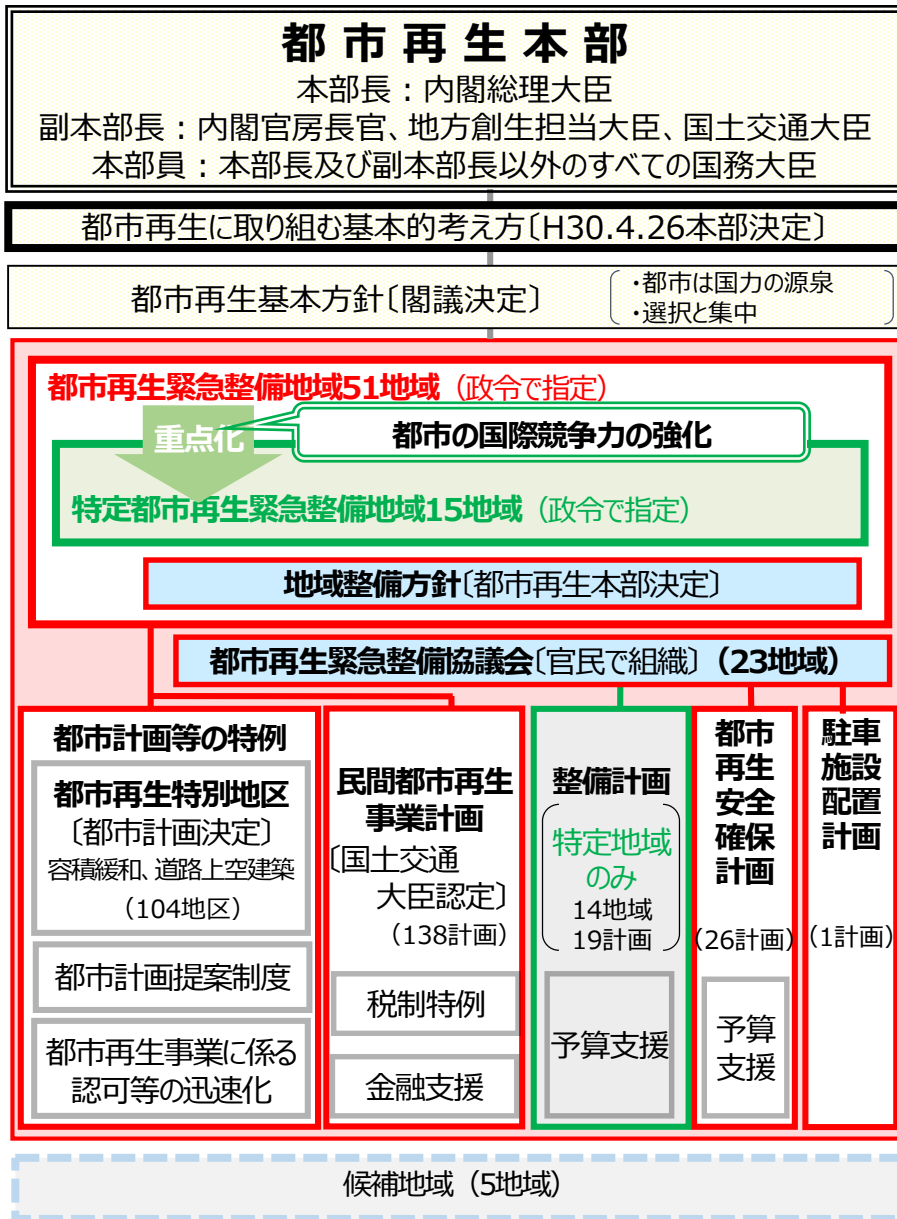 都市再生本部
本部長：内閣総理大臣
副本部長：内閣官房長官、地方創生担当大臣、国土交通大臣
本部員：本部長及び副本部長以外のすべての国務大臣
都市再生に取り組む基本的考え方〔H30.4.26本部決定〕
都市再生基本方針〔閣議決定〕
・都市は国力の源泉
・選択と集中
都市再生緊急整備地域51地域（政令で指定）
重点化
都市の国際競争力の強化
特定都市再生緊急整備地域15地域（政令で指定）
地域整備方針〔都市再生本部決定〕
都市再生緊急整備協議会〔官民で組織〕（23地域）
都市計画等の特例
都市再生特別地区
〔都市計画決定〕
容積緩和、道路上空建築
（104地区）
都市計画提案制度
都市再生事業に係る
認可等の迅速化
民間都市再生
事業計画
〔国土交通
大臣認定〕
（138計画）
税制特例
金融支援
整備計画
特定地域
のみ
14地域
19計画
予算支援
都市
再生
安全
確保
計画
（26計画）
予算
支援
駐車
施設
配置
計画
（1計画）
候補地域（5地域）